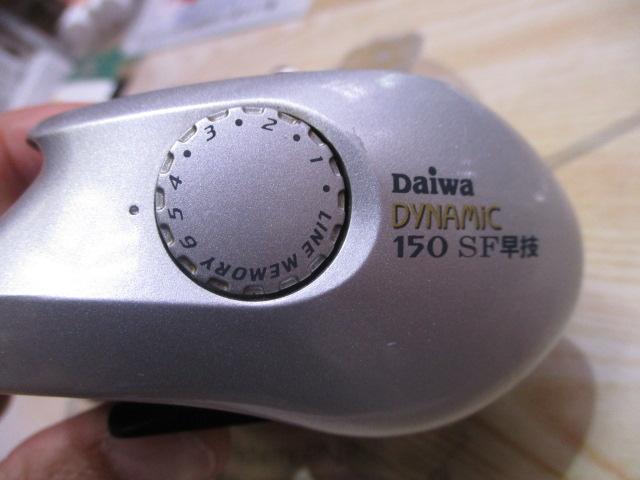 1 2 3 4 5 6
LINE MEMORY
Daiwa
DYNAMIC
150 SF早技